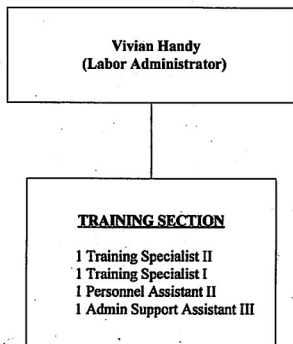 Vivian Handy
(Labor Administrator)
TRAINING SECTION
1 Training Specialist II
1 Training Specialist I
1 Personnel Assistant II
1 Admin Support Assistant III